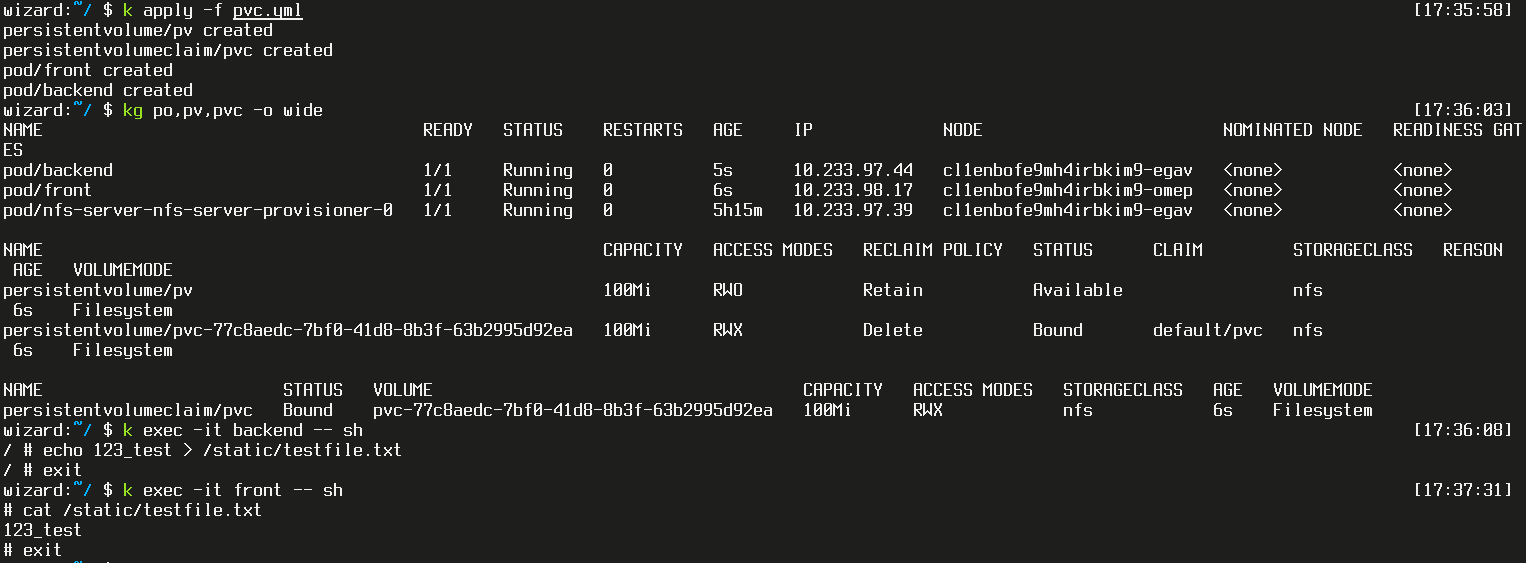 wizard:~/ $ k apply -f pvc.yml [17:35:58]
persistentvolume/pv created
persistentvolumeclaim/pvc created
pod/front created
pod/backend created
wizard:~/ $ kg po,pv,pvc -o wide [17:36:03]
NAME READY STATUS RESTARTS AGE IP NODE NOMINATED NODE READINESS GAT
ES
pod/backend 1/1 Running 0 5s 10.233.97.44 cl1enbofe9mh4irbkim9-egav <none> <none>
pod/front 1/1 Running 0 6s 10.233.98.17 cl1enbofe9mh4irbkim9-omep <none> <none>
pod/nfs-server-nfs-server-provisioner-0 1/1 Running 0 5h15m 10.233.97.39 cl1enbofe9mh4irbkim9-egav <none> <none>
NAME CAPACITY ACCESS MODES RECLAIM POLICY STATUS CLAIM STORAGECLASS REASON
AGE VOLUMEMODE
persistentvolume/pv 100Mi RWO Retain Available nfs
6s Filesystem
persistentvolume/pvc-77c8aedc-7bf0-41d8-8b3f-63b2995d92ea 100Mi RWX Delete Bound default/pvc nfs
6s Filesystem
NAME STATUS VOLUME CAPACITY ACCESS MODES STORAGECLASS AGE VOLUMEMODE
persistentvolumeclaim/pvc Bound pvc-77c8aedc-7bf0-41d8-8b3f-63b2995d92ea 100Mi RWX nfs 6s Filesystem
wizard:~/ $ k exec -it backend -- sh [17:36:08]
/ # echo 123_test > /static/testfile.txt
/ # exit
wizard:~/ $ k exec -it front -- sh [17:37:31]
# cat /static/testfile.txt
123_test
# exit